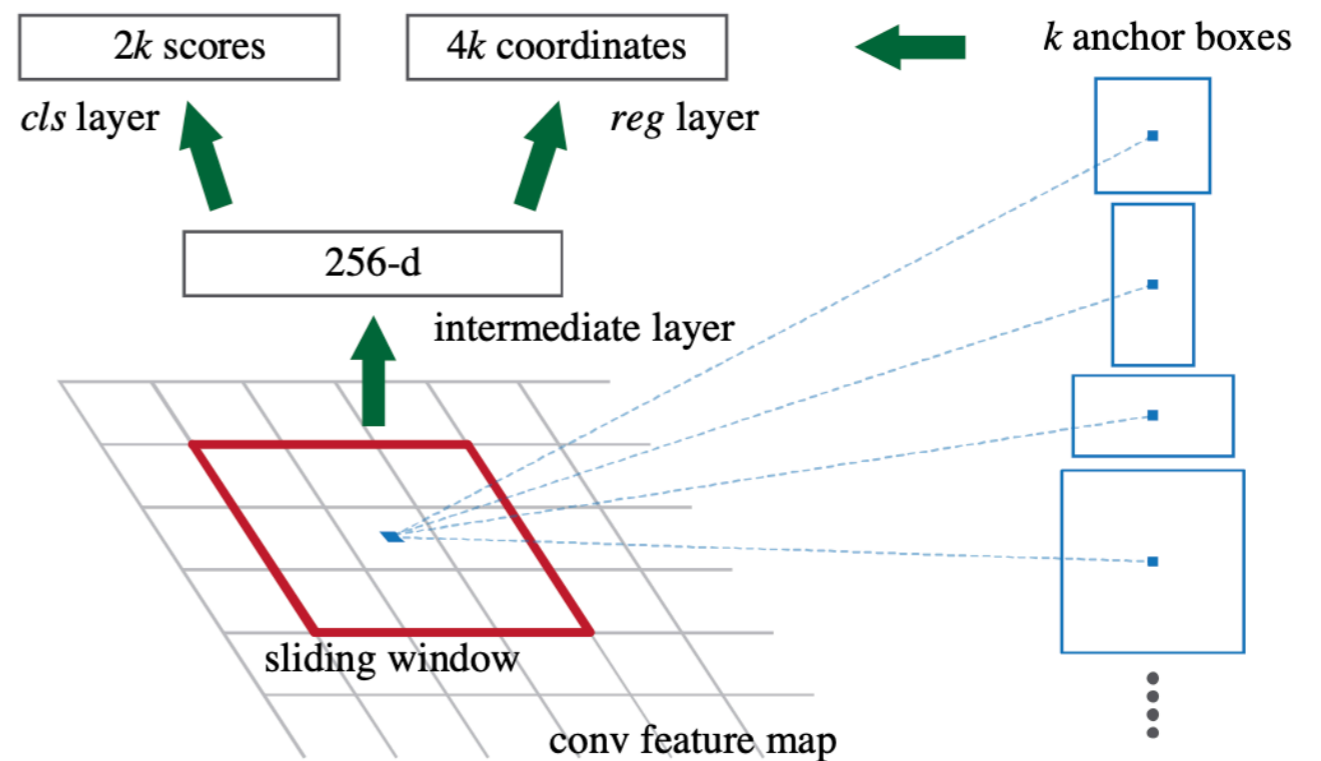 2k scores
4k coordinates
k anchor boxes
cls layer
reg layer
256-d
intermediate layer
sliding window
conv feature map